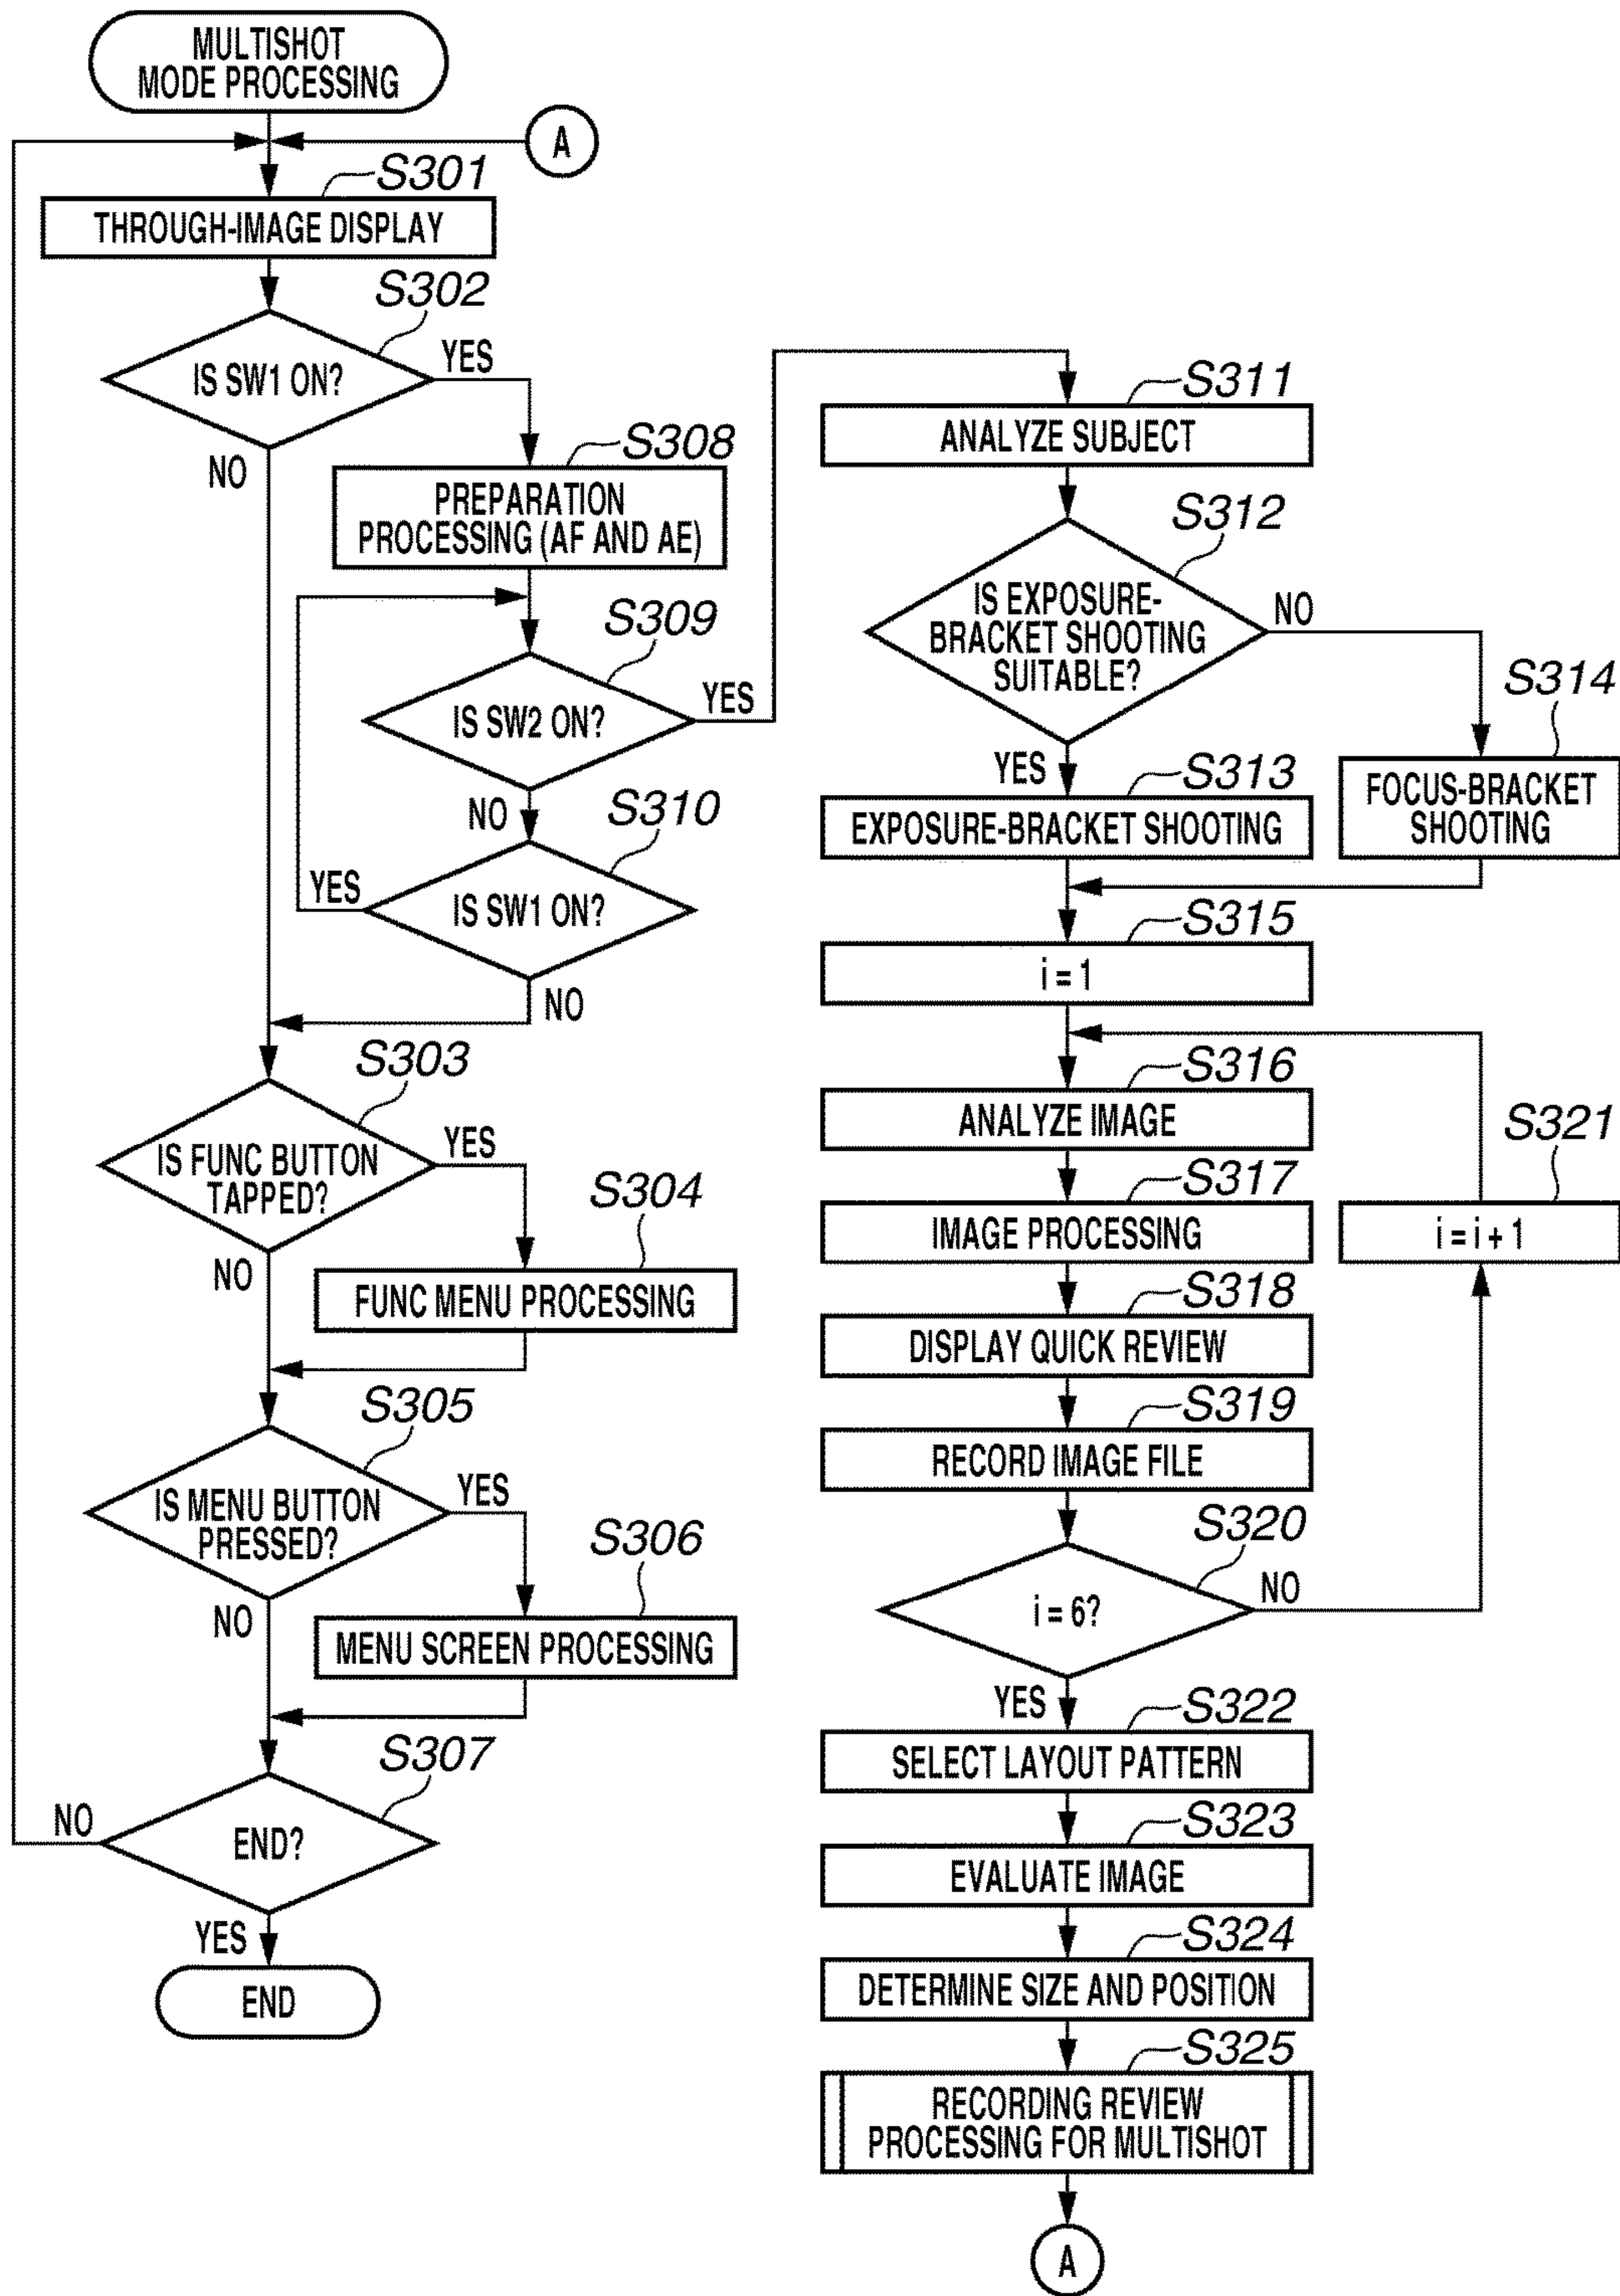 MULTISHOT
MODE PROCESSING
A
S301
THROUGH-IMAGE DISPLAY
S302
IS SW1 ON?
YES
NO
S308
PREPARATION
PROCESSING (AF AND AE)
S309
IS SW2 ON?
YES
NO
S310
IS SW1 ON?
YES
NO
S303
IS FUNC BUTTON
TAPPED?
YES
NO
S304
FUNC MENU PROCESSING
S305
IS MENU BUTTON
PRESSED?
YES
NO
S306
MENU SCREEN PROCESSING
S307
END?
NO
YES
END
S311
ANALYZE SUBJECT
S312
IS EXPOSURE-
BRACKET SHOOTING
SUITABLE?
NO
YES
S313
EXPOSURE-BRACKET SHOOTING
S314
FOCUS-BRACKET
SHOOTING
S315
i = 1
S316
ANALYZE IMAGE
S317
IMAGE PROCESSING
S318
DISPLAY QUICK REVIEW
S319
RECORD IMAGE FILE
S320
i = 6?
NO
YES
S321
i = i + 1
S322
SELECT LAYOUT PATTERN
S323
EVALUATE IMAGE
S324
DETERMINE SIZE AND POSITION
S325
RECORDING REVIEW
PROCESSING FOR MULTISHOT
A